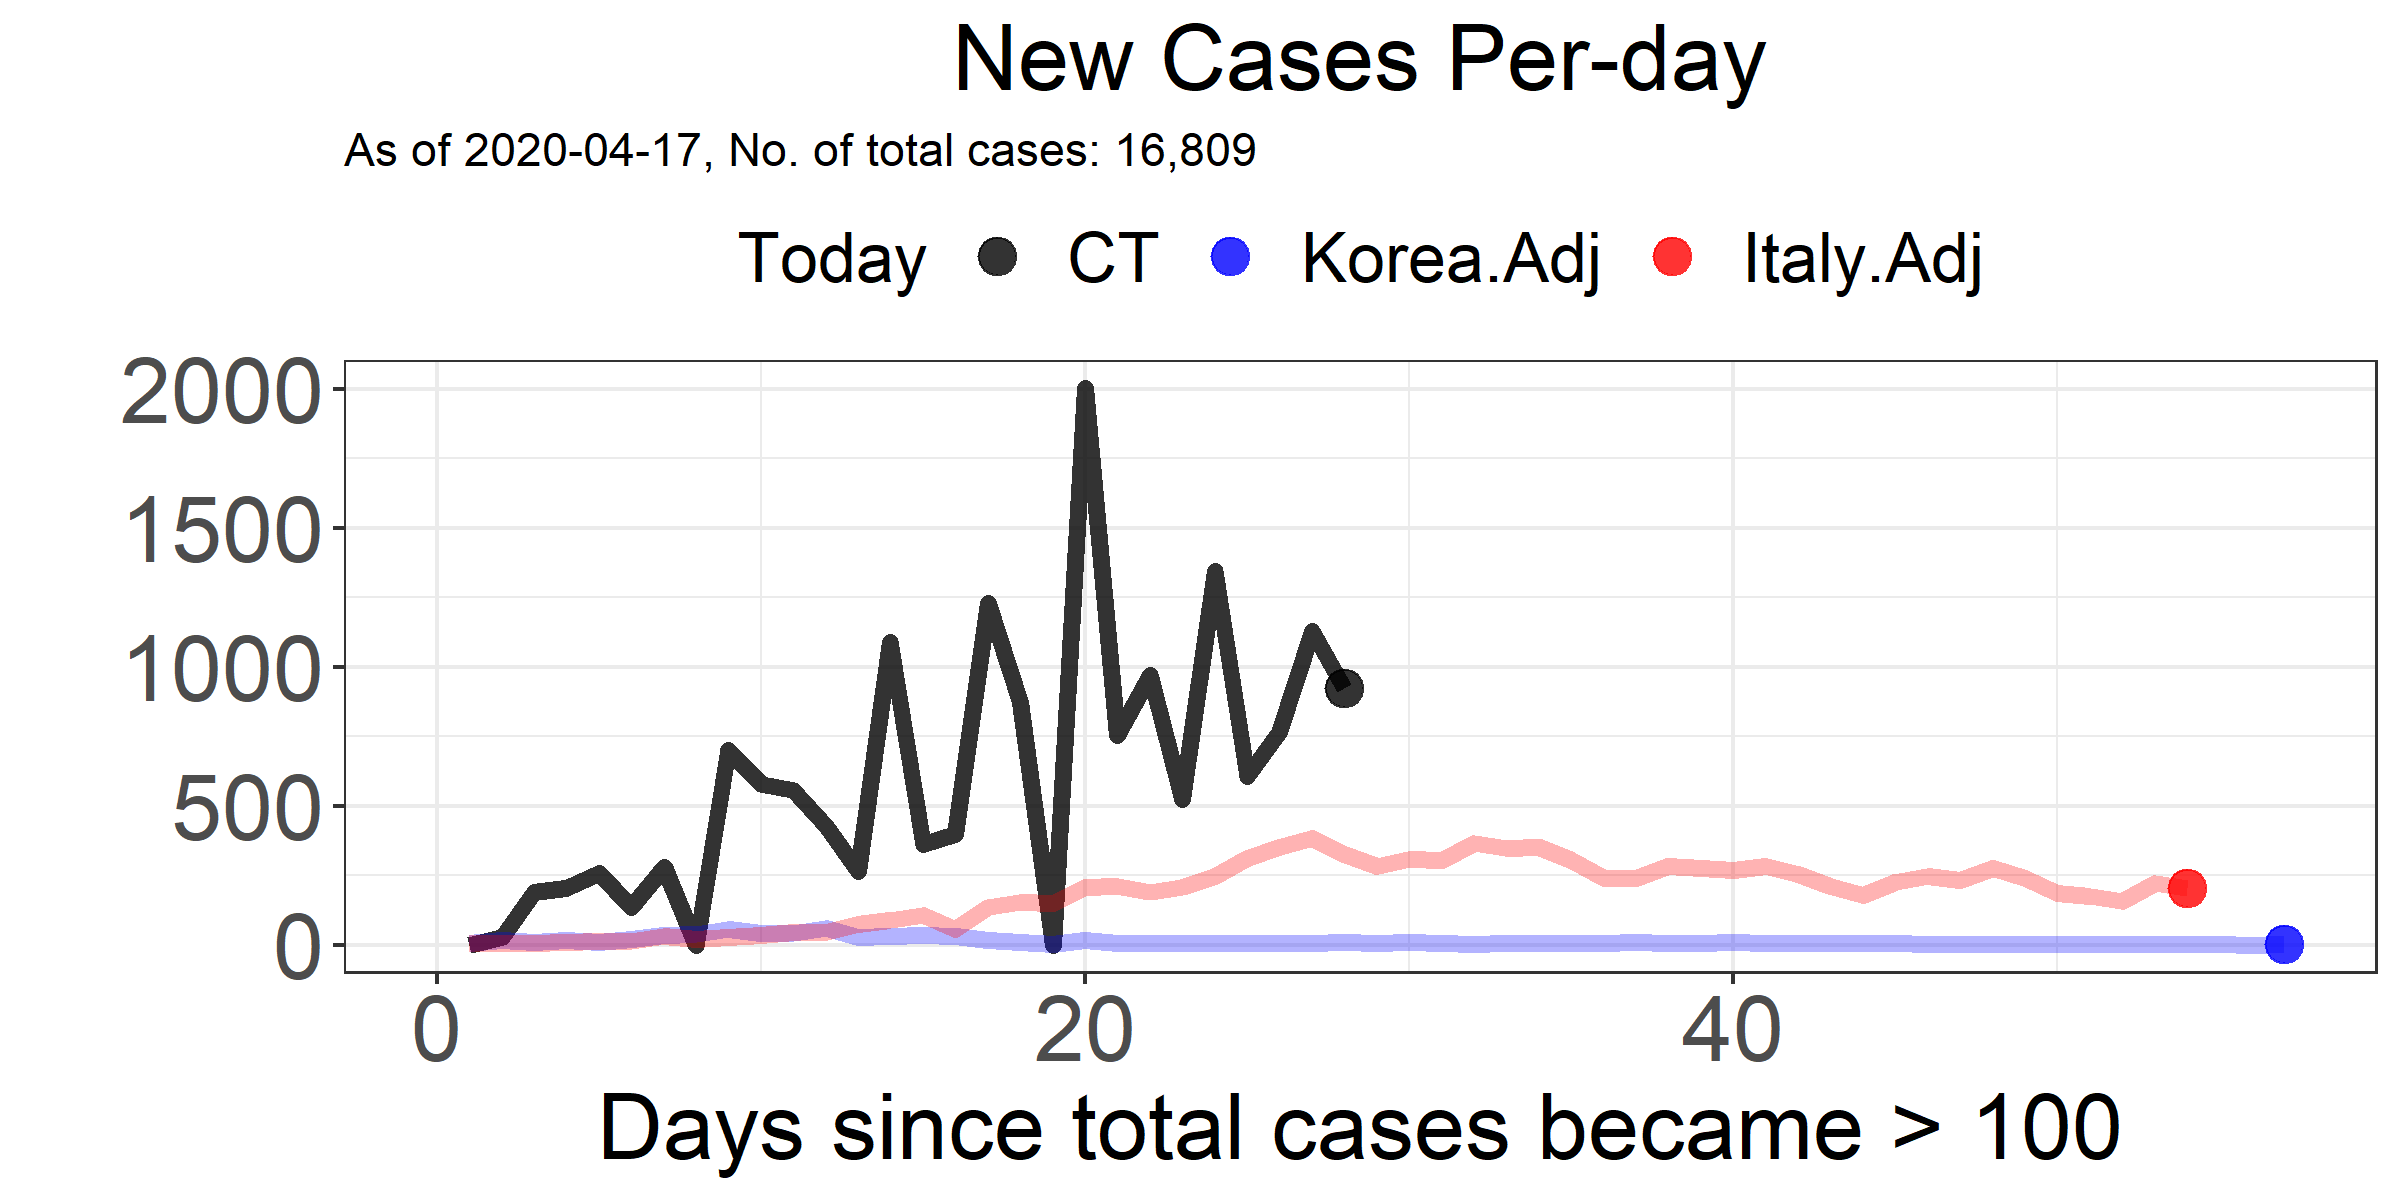 New Cases Per-day
As of 2020-04-17, No. of total cases: 16,809
Today CT Korea.Adj Italy.Adj
2000
1500
1000
500
0
0 20 40
Days since total cases became > 100